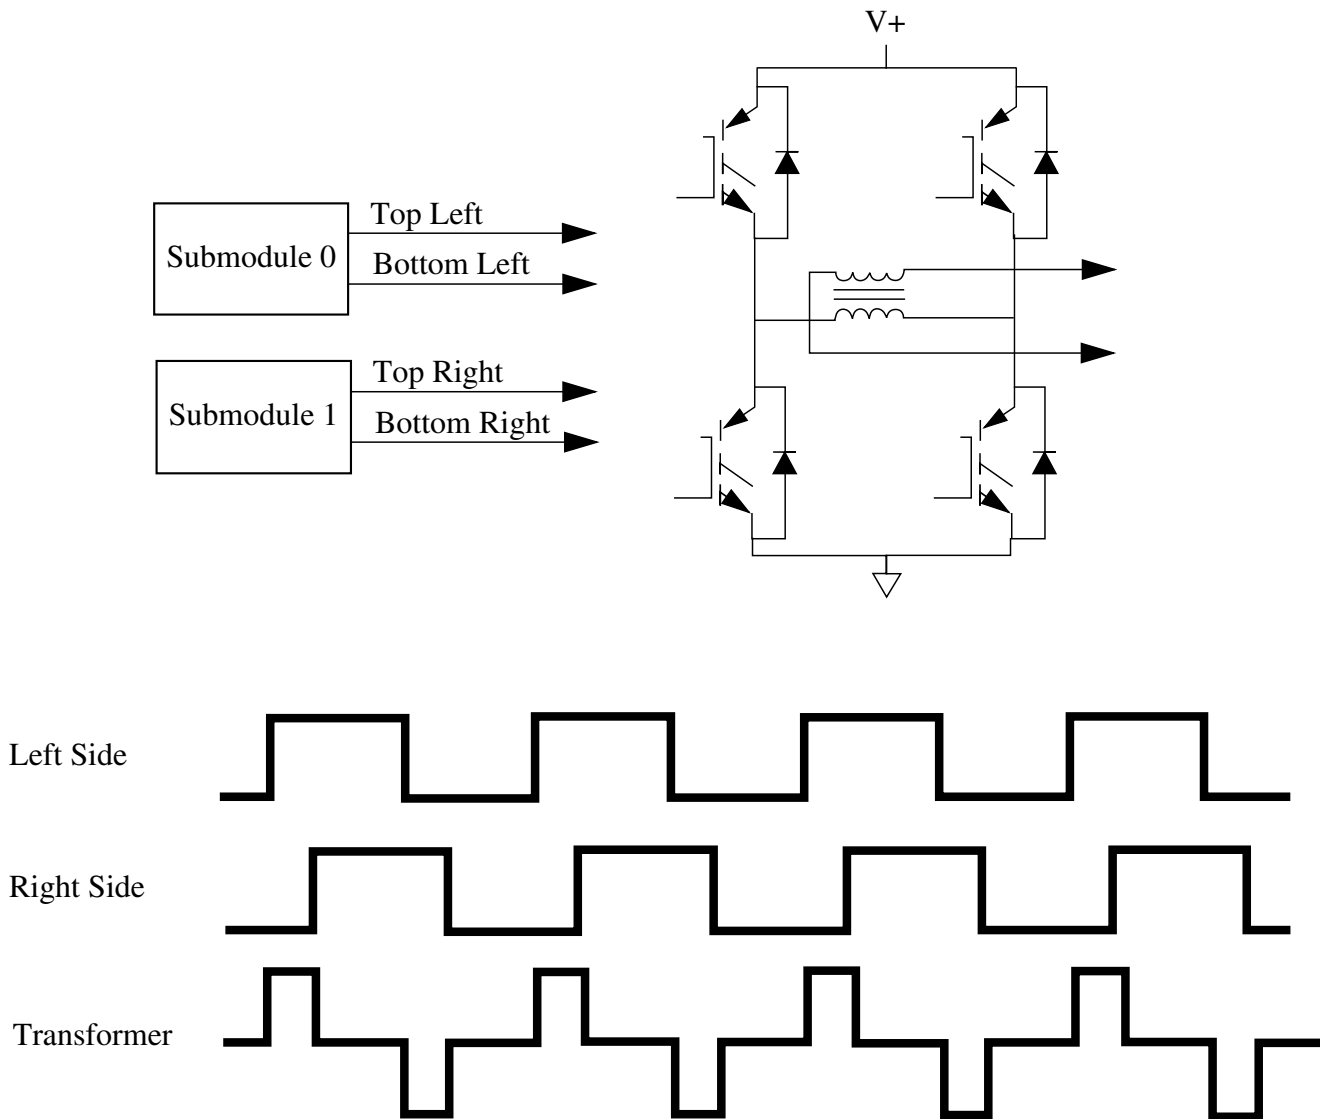 V+
Top Left
Submodule 0
Bottom Left
Top Right
Submodule 1
Bottom Right
Left Side
Right Side
Transformer